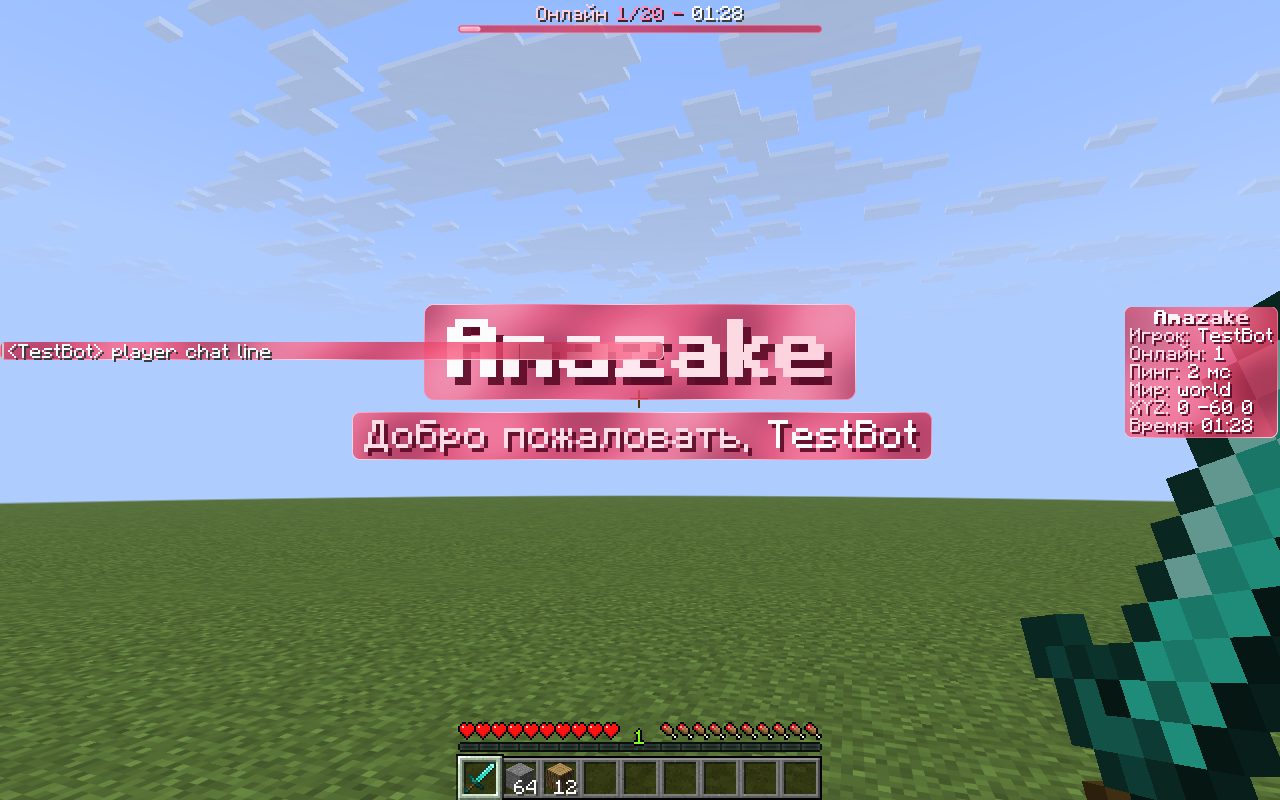 Онлайн 1/20 - 01:28
Amazake
<TestBot> player chat line
Добро пожаловать, TestBot
Amazake
Игрок: TestBot
Онлайн: 1
Пинг: 2 мс
Мир: world
XYZ: 0 -60 0
Время: 01:28
1
64 12